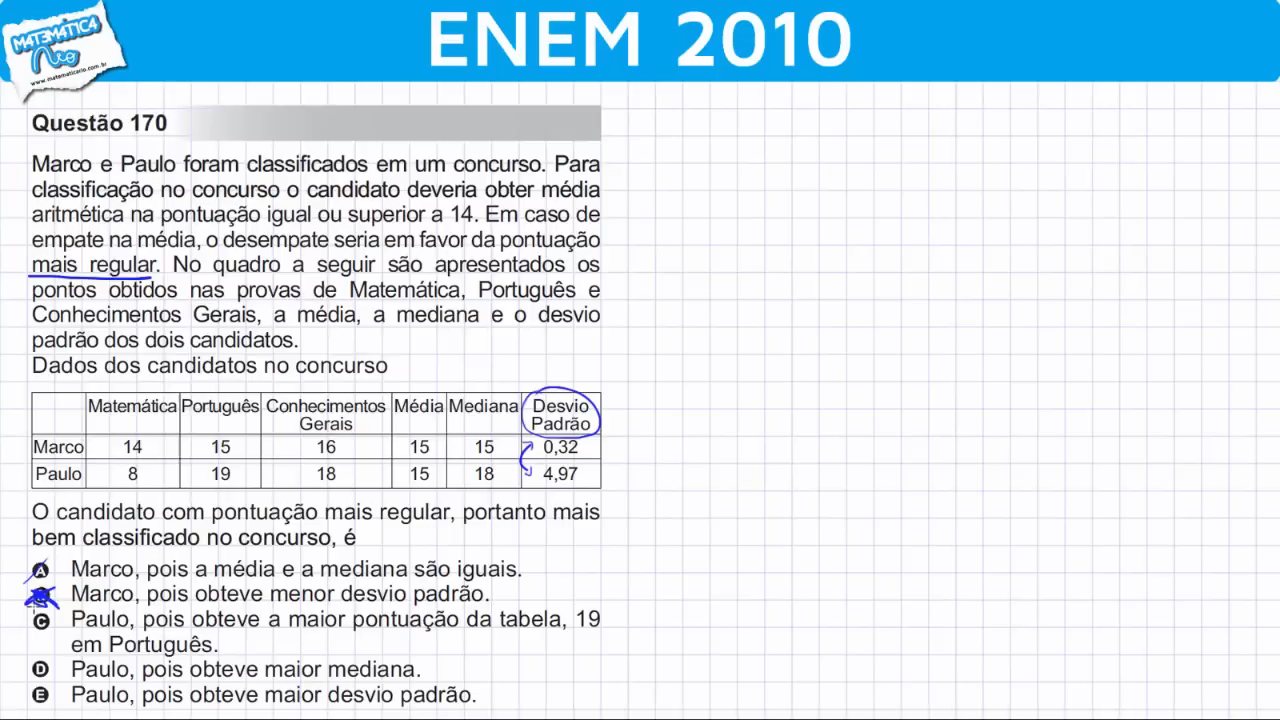 MATEMÁTICA
Rio
www.matematicario.com.br
ENEM 2010
Questão 170
Marco e Paulo foram classificados em um concurso. Para
classificação no concurso o candidato deveria obter média
aritmética na pontuação igual ou superior a 14. Em caso de
empate na média, o desempate seria em favor da pontuação
mais regular. No quadro a seguir são apresentados os
pontos obtidos nas provas de Matemática, Português e
Conhecimentos Gerais, a média, a mediana e o desvio
padrão dos dois candidatos.
Dados dos candidatos no concurso
Matemática Português Conhecimentos Gerais Média Mediana Desvio Padrão
Marco 14 15 16 15 15 0,32
Paulo 8 19 18 15 18 4,97
O candidato com pontuação mais regular, portanto mais
bem classificado no concurso, é
A Marco, pois a média e a mediana são iguais.
Marco, pois obteve menor desvio padrão.
C Paulo, pois obteve a maior pontuação da tabela, 19
em Português.
D Paulo, pois obteve maior mediana.
E Paulo, pois obteve maior desvio padrão.